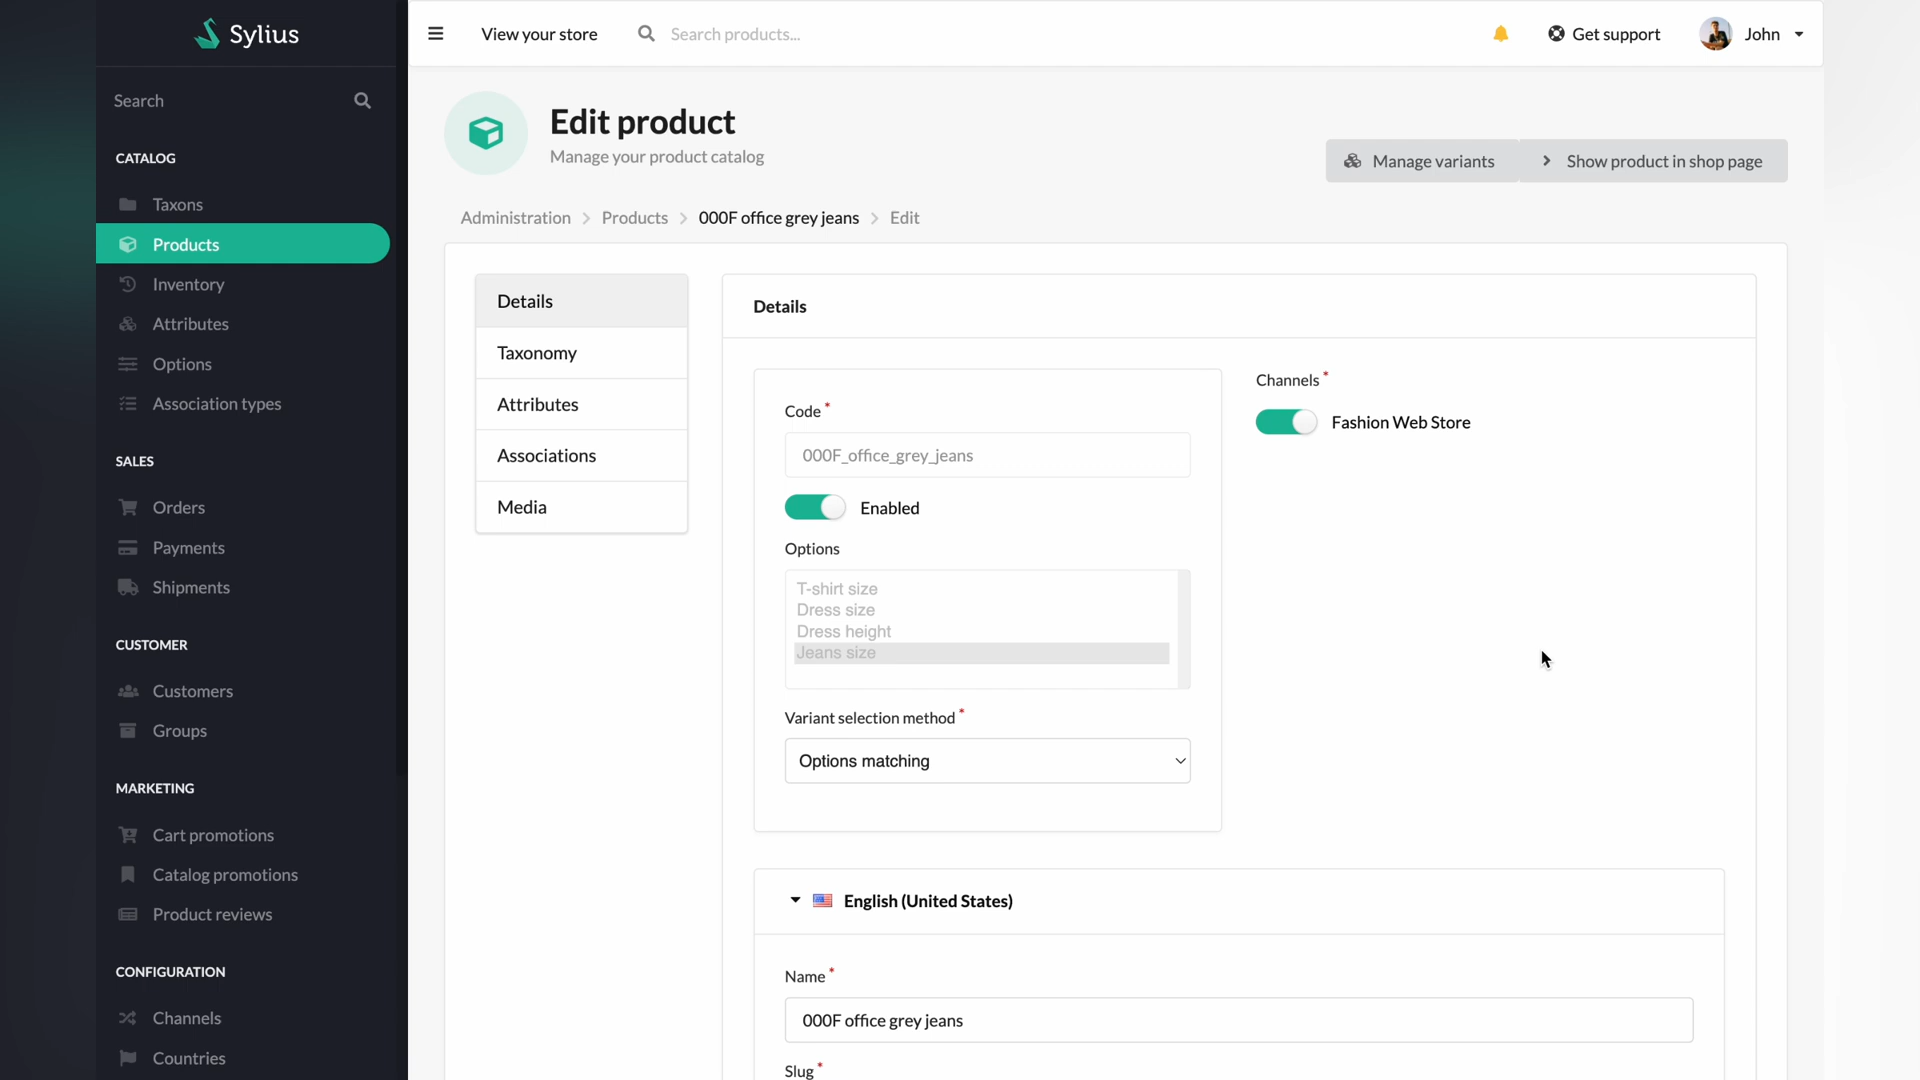 Sylius
View your store
Search products...
Get support
John
Search
CATALOG
Taxons
Products
Inventory
Attributes
Options
Association types
SALES
Orders
Payments
Shipments
CUSTOMER
Customers
Groups
MARKETING
Cart promotions
Catalog promotions
Product reviews
CONFIGURATION
Channels
Countries
Edit product
Manage your product catalog
Manage variants
Show product in shop page
Administration > Products > 000F office grey jeans > Edit
Details
Taxonomy
Attributes
Associations
Media
Details
Code *
000F_office_grey_jeans
Enabled
Options
T-shirt size
Dress size
Dress height
Jeans size
Variant selection method *
Options matching
Channels *
Fashion Web Store
English (United States)
Name *
000F office grey jeans
Slug *